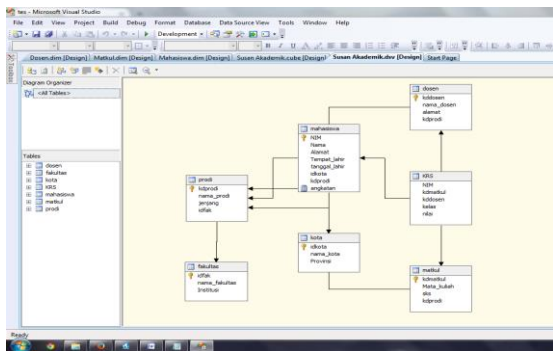 tes - Microsoft Visual Studio
File Edit View Project Build Debug Format Database Data Source View Tools Window Help
Development
Dosen.dim [Design] Matkul.dim [Design] Mahasiswa.dim [Design] Susan Akademik.cube [Design] Susan Akademik.dsv [Design] Start Page
Toolbox
Diagram Organizer
<All Tables>
Tables
dosen
fakultas
kota
KRS
mahasiswa
matkul
prodi
dosen
kddosen
nama_dosen
alamat
kdprodi
mahasiswa
NIM
Nama
Alamat
Tempat_lahir
tanggal_lahir
idkota
kdprodi
angkatan
KRS
NIM
kdmatkul
kddosen
kelas
nilai
prodi
kdprodi
nama_prodi
jenjang
idfak
kota
idkota
nama_kota
Provinsi
fakultas
idfak
nama_fakultas
Institusi
matkul
kdmatkul
Mata_kuliah
sks
kdprodi
Ready